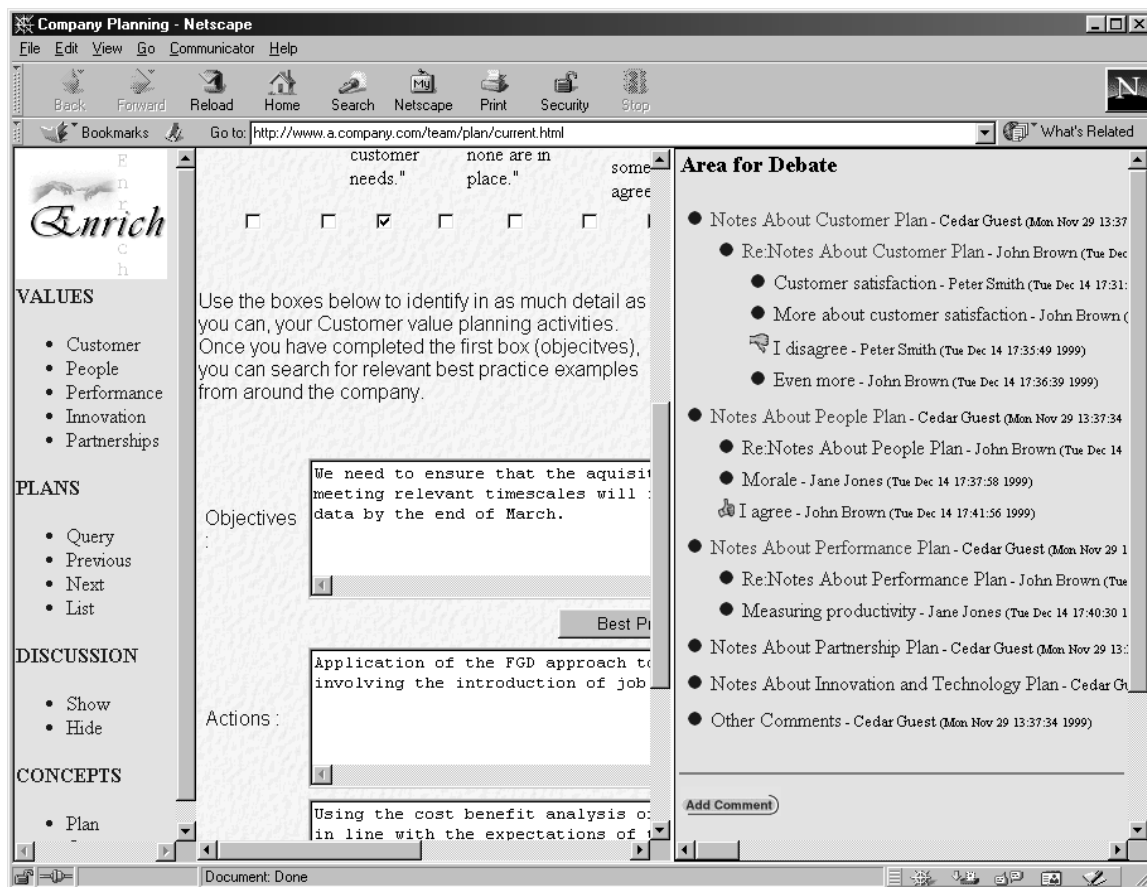 Company Planning - Netscape
File Edit View Go Communicator Help
Back Forward Reload Home Search Netscape Print Security Stop
My
N
Bookmarks Go to: http://www.a.company.com/team/plan/current.html What's Related
Enrich
Enrich
VALUES
Customer
People
Performance
Innovation
Partnerships
PLANS
Query
Previous
Next
List
DISCUSSION
Show
Hide
CONCEPTS
Plan
customer none are in
needs." place." some
agree
Use the boxes below to identify in as much detail as
you can, your Customer value planning activities.
Once you have completed the first box (objecitves),
you can search for relevant best practice examples
from around the company.
Objectives
:
We need to ensure that the aquisit
meeting relevant timescales will
data by the end of March.
Best Pr
Actions :
Application of the FGD approach to
involving the introduction of job
Using the cost benefit analysis o
in line with the expectations of
Area for Debate
Notes About Customer Plan - Cedar Guest (Mon Nov 29 13:37
Re:Notes About Customer Plan - John Brown (Tue Dec
Customer satisfaction - Peter Smith (Tue Dec 14 17:31:
More about customer satisfaction - John Brown (
I disagree - Peter Smith (Tue Dec 14 17:35:49 1999)
Even more - John Brown (Tue Dec 14 17:36:39 1999)
Notes About People Plan - Cedar Guest (Mon Nov 29 13:37:34
Re:Notes About People Plan - John Brown (Tue Dec 14
Morale - Jane Jones (Tue Dec 14 17:37:58 1999)
I agree - John Brown (Tue Dec 14 17:41:56 1999)
Notes About Performance Plan - Cedar Guest (Mon Nov 29 1
Re:Notes About Performance Plan - John Brown (Tue
Measuring productivity - Jane Jones (Tue Dec 14 17:40:30 1
Notes About Partnership Plan - Cedar Guest (Mon Nov 29 13:
Notes About Innovation and Technology Plan - Cedar Gu
Other Comments - Cedar Guest (Mon Nov 29 13:37:34 1999)
Add Comment
Document: Done